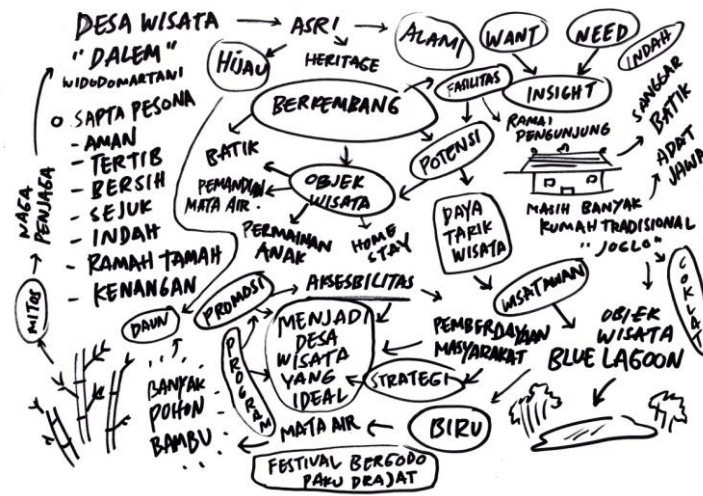 DESA WISATA
"DALEM"
WIDODOMARTANI
SAPTA PESONA
- AMAN
- TERTIB
- BERSIH
- SEJUK
- INDAH
- RAMAH TAMAH
- KENANGAN
NAGA
PENJAGA
MITOS
ASRI
HIJAU
HERITAGE
ALAMI
WANT
NEED
INDAH
INSIGHT
FASILITAS
RAMAI
PENGUNJUNG
SANGGAR
BATIK
ADAT
JAWA
BERKEMBANG
POTENSI
BATIK
PEMANDIAN
MATA AIR.
OBJEK
WISATA
PERMAINAN
ANAK
HOME
STAY
DAYA
TARIK
WISATA
MASIH BANYAK
RUMAH TRADISIONAL
"JOGLO"
COKLAT
WISATAWAN
OBJEK
WISATA
BLUE LAGOON
PROMOSI
AKSESBILITAS
PEMBERDAYAAN
MASYARAKAT
STRATEGI
MENJADI
DESA
WISATA
YANG
IDEAL
PROGRAM
DAUN
BANYAK
POHON
BAMBU
MATA AIR
BIRU
FESTIVAL BERGODO
PAKU DRAJAT